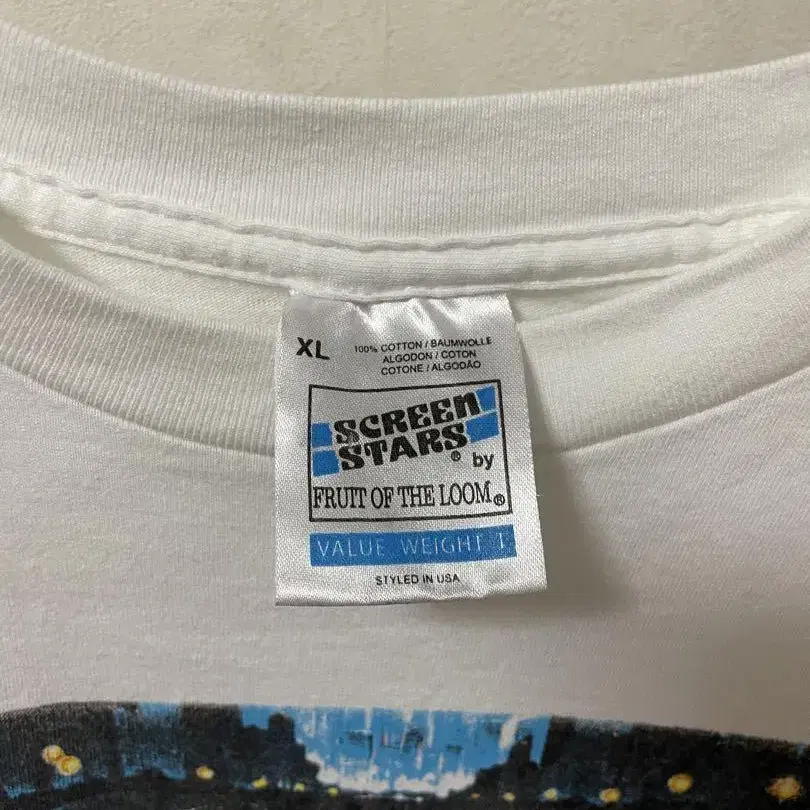 XL
100% COTTON / BAUMWOLLE
ALGODON / COTON
COTONE / ALGODÃO
SCREEN
STARS® by
FRUIT OF THE LOOM®
VALUE WEIGHT T
STYLED IN USA